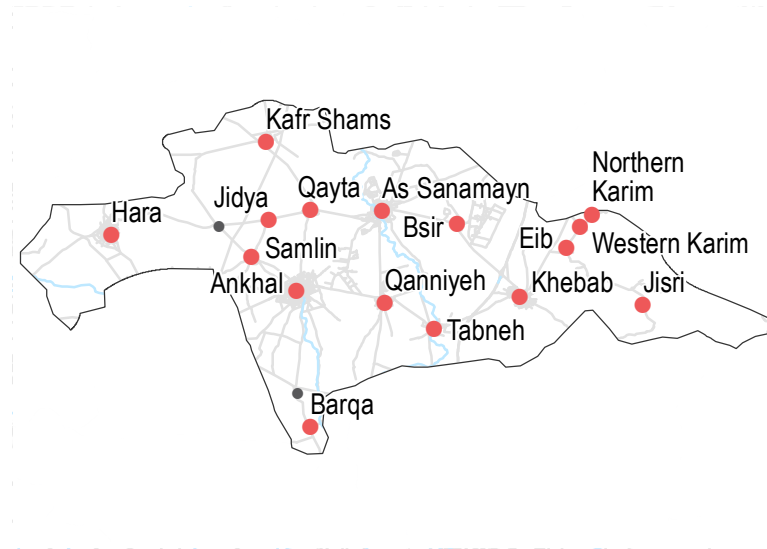 Kafr Shams
Northern
Karim
Hara
Jidya
Qayta
As Sanamayn
Bsir
Eib
Western Karim
Samlin
Ankhal
Qanniyeh
Khebab
Jisri
Tabneh
Barqa